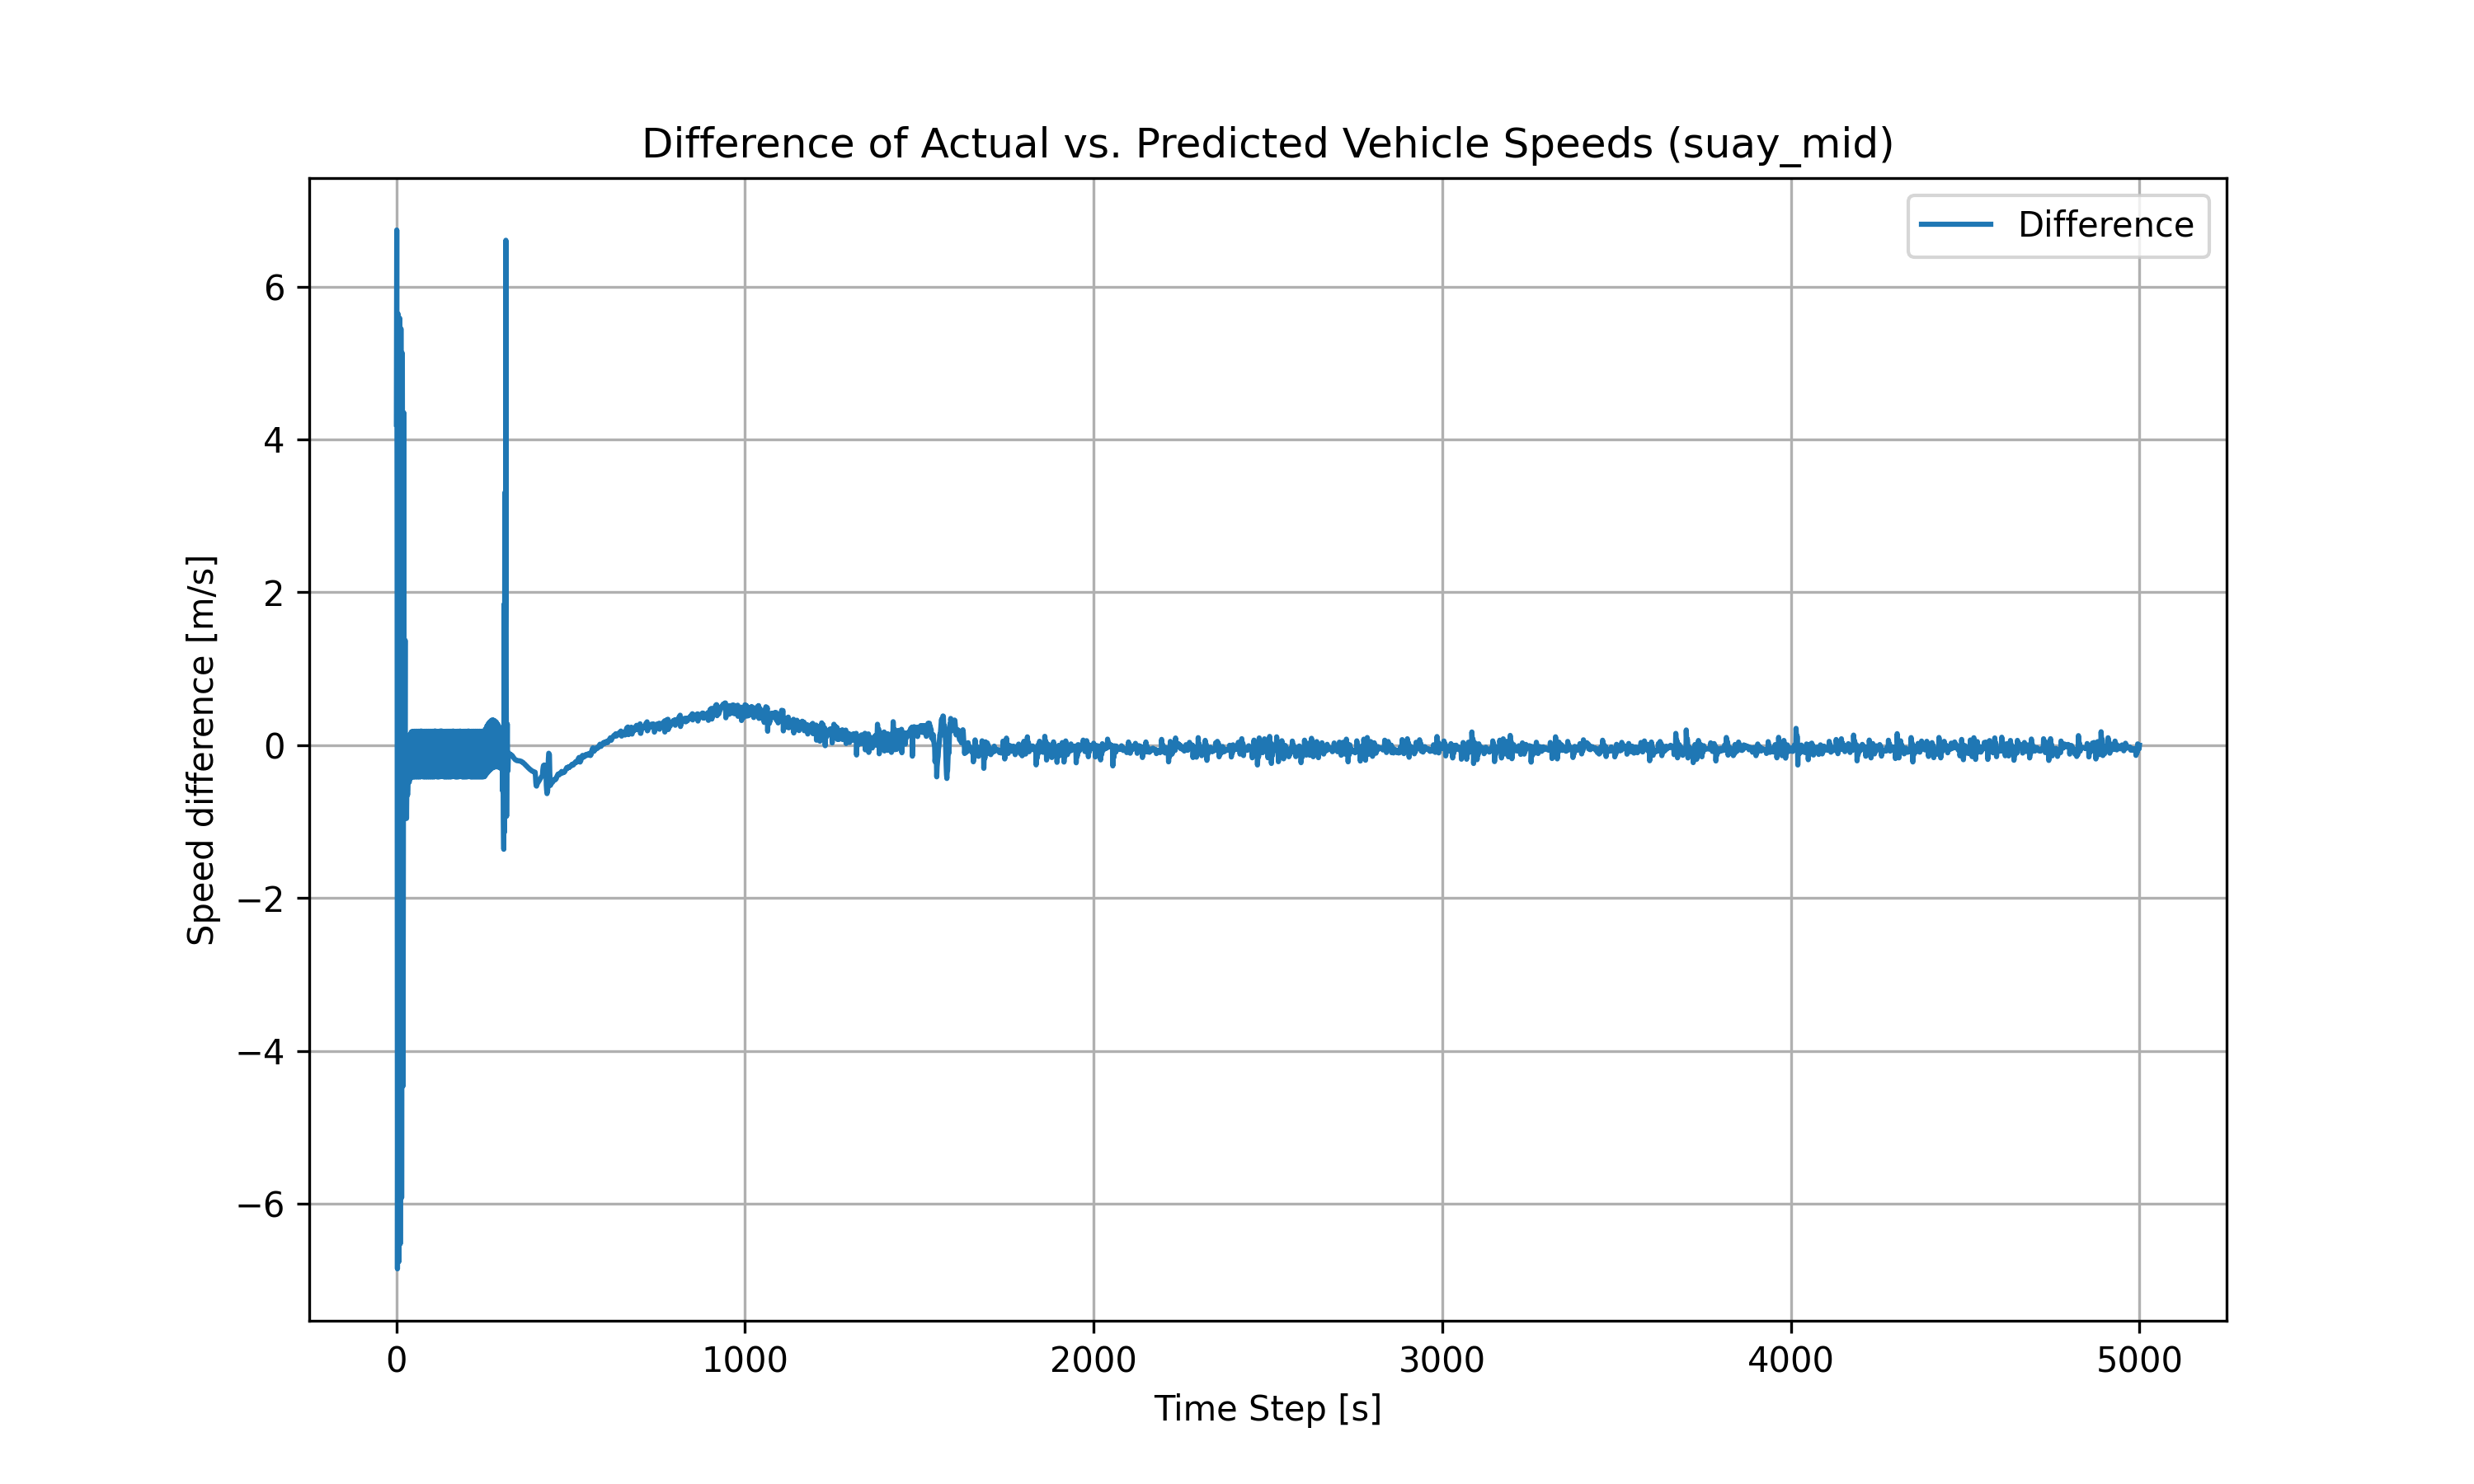 Difference of Actual vs. Predicted Vehicle Speeds (suay_mid)
Difference
6
4
2
0
−2
−4
−6
Speed difference [m/s]
0 1000 2000 3000 4000 5000
Time Step [s]